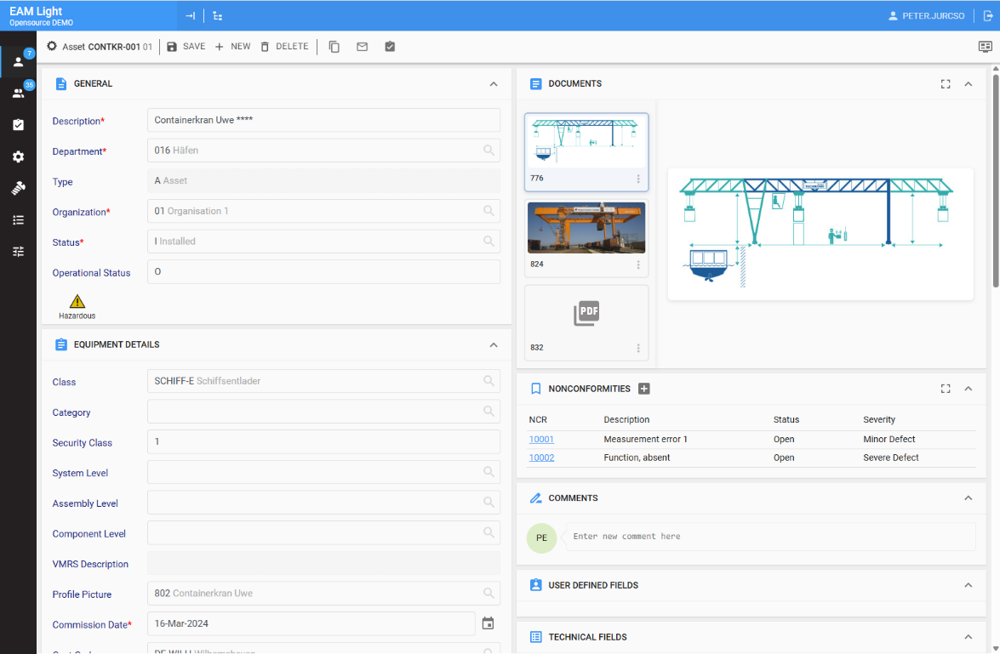 EAM Light
Opensource DEMO
PETER.JURCSO
7
35
Asset CONTKR-001 01
SAVE
NEW
DELETE
GENERAL
Description*
Containerkran Uwe ****
Department*
016 Häfen
Type
A Asset
Organization*
01 Organisation 1
Status*
I Installed
Operational Status
O
Hazardous
EQUIPMENT DETAILS
Class
SCHIFF-E Schiffsentlader
Category
Security Class
1
System Level
Assembly Level
Component Level
VMRS Description
Profile Picture
802 Containerkran Uwe
Commission Date*
16-Mar-2024
DOCUMENTS
776
824
PDF
832
NONCONFORMITIES
NCR Description Status Severity
10001 Measurement error 1 Open Minor Defect
10002 Function, absent Open Severe Defect
COMMENTS
PE
Enter new comment here
USER DEFINED FIELDS
TECHNICAL FIELDS